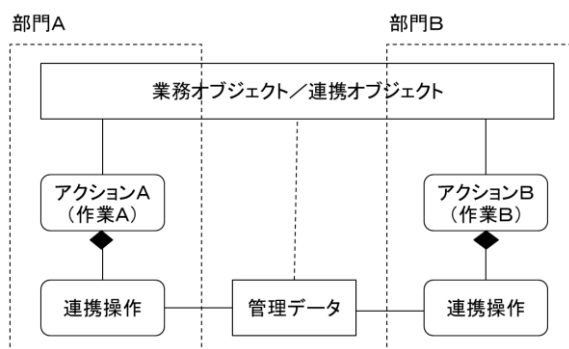 部門A
部門B
業務オブジェクト／連携オブジェクト
アクションA
（作業A）
アクションB
（作業B）
連携操作
管理データ
連携操作